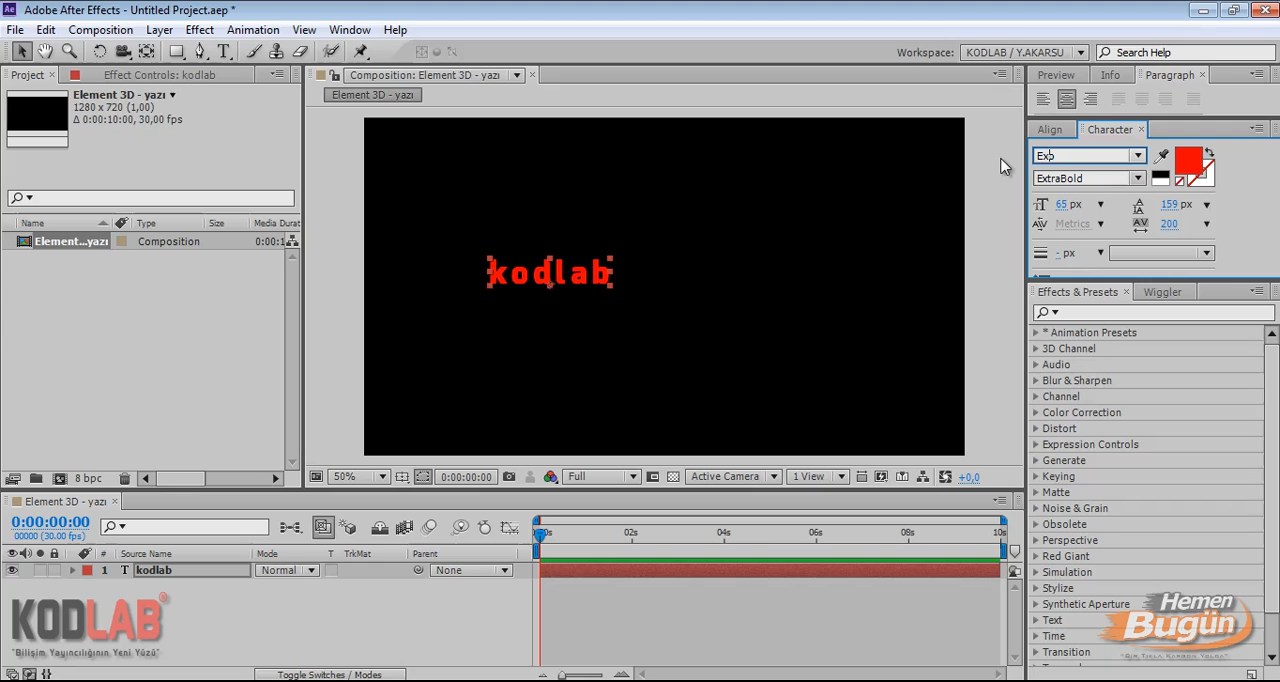 Adobe After Effects - Untitled Project.aep *
File Edit Composition Layer Effect Animation View Window Help
Workspace: KODLAB / Y.AKARSU Search Help
Project Effect Controls: kodlab
Composition: Element 3D - yazı
Preview Info Paragraph
Element 3D - yazı
1280 x 720 (1,00)
Δ 0:00:10:00, 30,00 fps
Element 3D - yazı
Align Character
Exp
ExtraBold
65 px 159 px
Metrics 200
- px
Name Type Size Media Durat
Element...yazı Composition 0:00:1
kodlab
Effects & Presets Wiggler
* Animation Presets
3D Channel
Audio
Blur & Sharpen
Channel
Color Correction
Distort
Expression Controls
Generate
Keying
Matte
Noise & Grain
Obsolete
Perspective
Red Giant
Simulation
Stylize
Synthetic Aperture
Text
Time
Transition
8 bpc
50% 0:00:00:00 Full Active Camera 1 View +0,0
Element 3D - yazı
0:00:00:00
00000 (30.00 fps)
02s 04s 06s 08s 10s
# Source Name Mode T TrkMat Parent
1 T kodlab Normal None
KODLAB®
"Bilişim Yayıncılığının Yeni Yüzü"
Hemen
Bugün
Toggle Switches / Modes